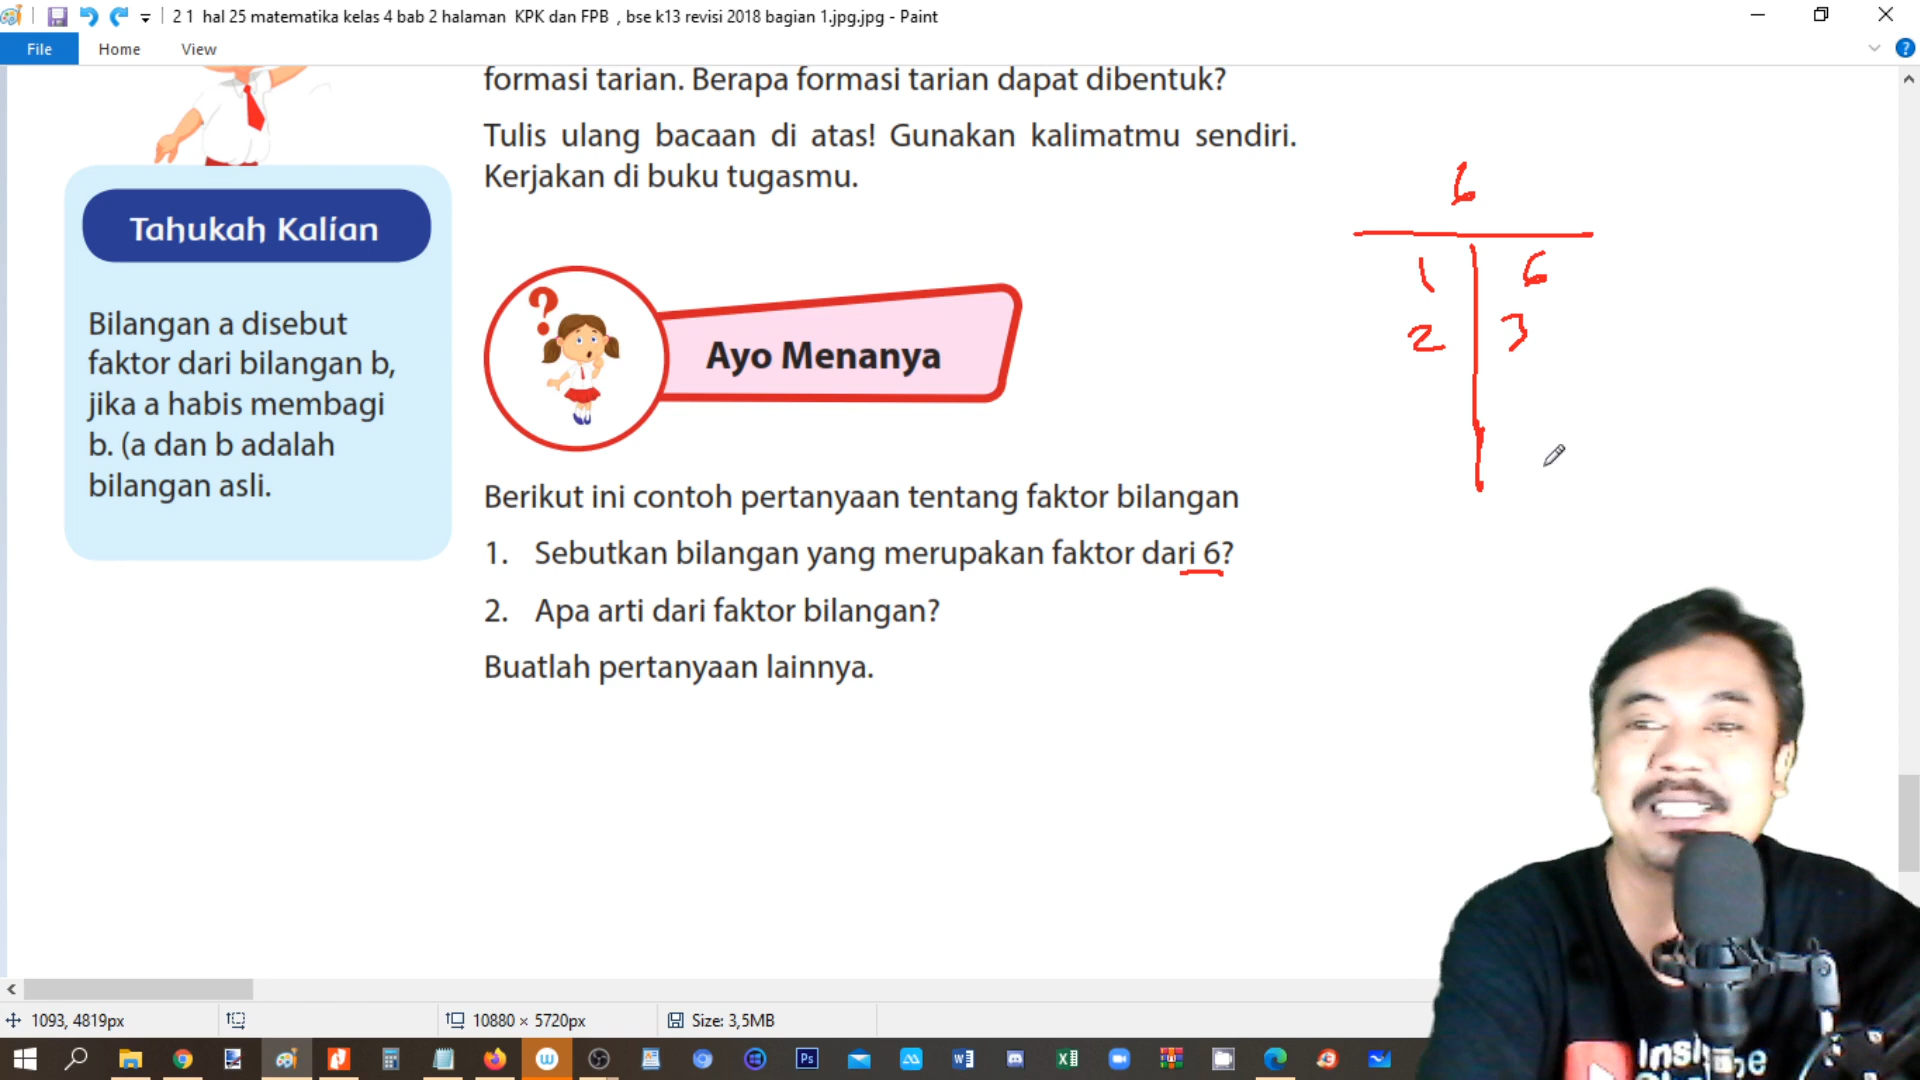 2 1 hal 25 matematika kelas 4 bab 2 halaman KPK dan FPB , bse k13 revisi 2018 bagian 1.jpg.jpg - Paint
File Home View
formasi tarian. Berapa formasi tarian dapat dibentuk?
Tulis ulang bacaan di atas! Gunakan kalimatmu sendiri.
Kerjakan di buku tugasmu.
Tahukah Kalian
Bilangan a disebut
faktor dari bilangan b,
jika a habis membagi
b. (a dan b adalah
bilangan asli.
?
Ayo Menanya
6
1 6
2 3
Berikut ini contoh pertanyaan tentang faktor bilangan
1. Sebutkan bilangan yang merupakan faktor dari 6?
2. Apa arti dari faktor bilangan?
Buatlah pertanyaan lainnya.
1093, 4819px
10880 × 5720px
Size: 3,5MB
Ps